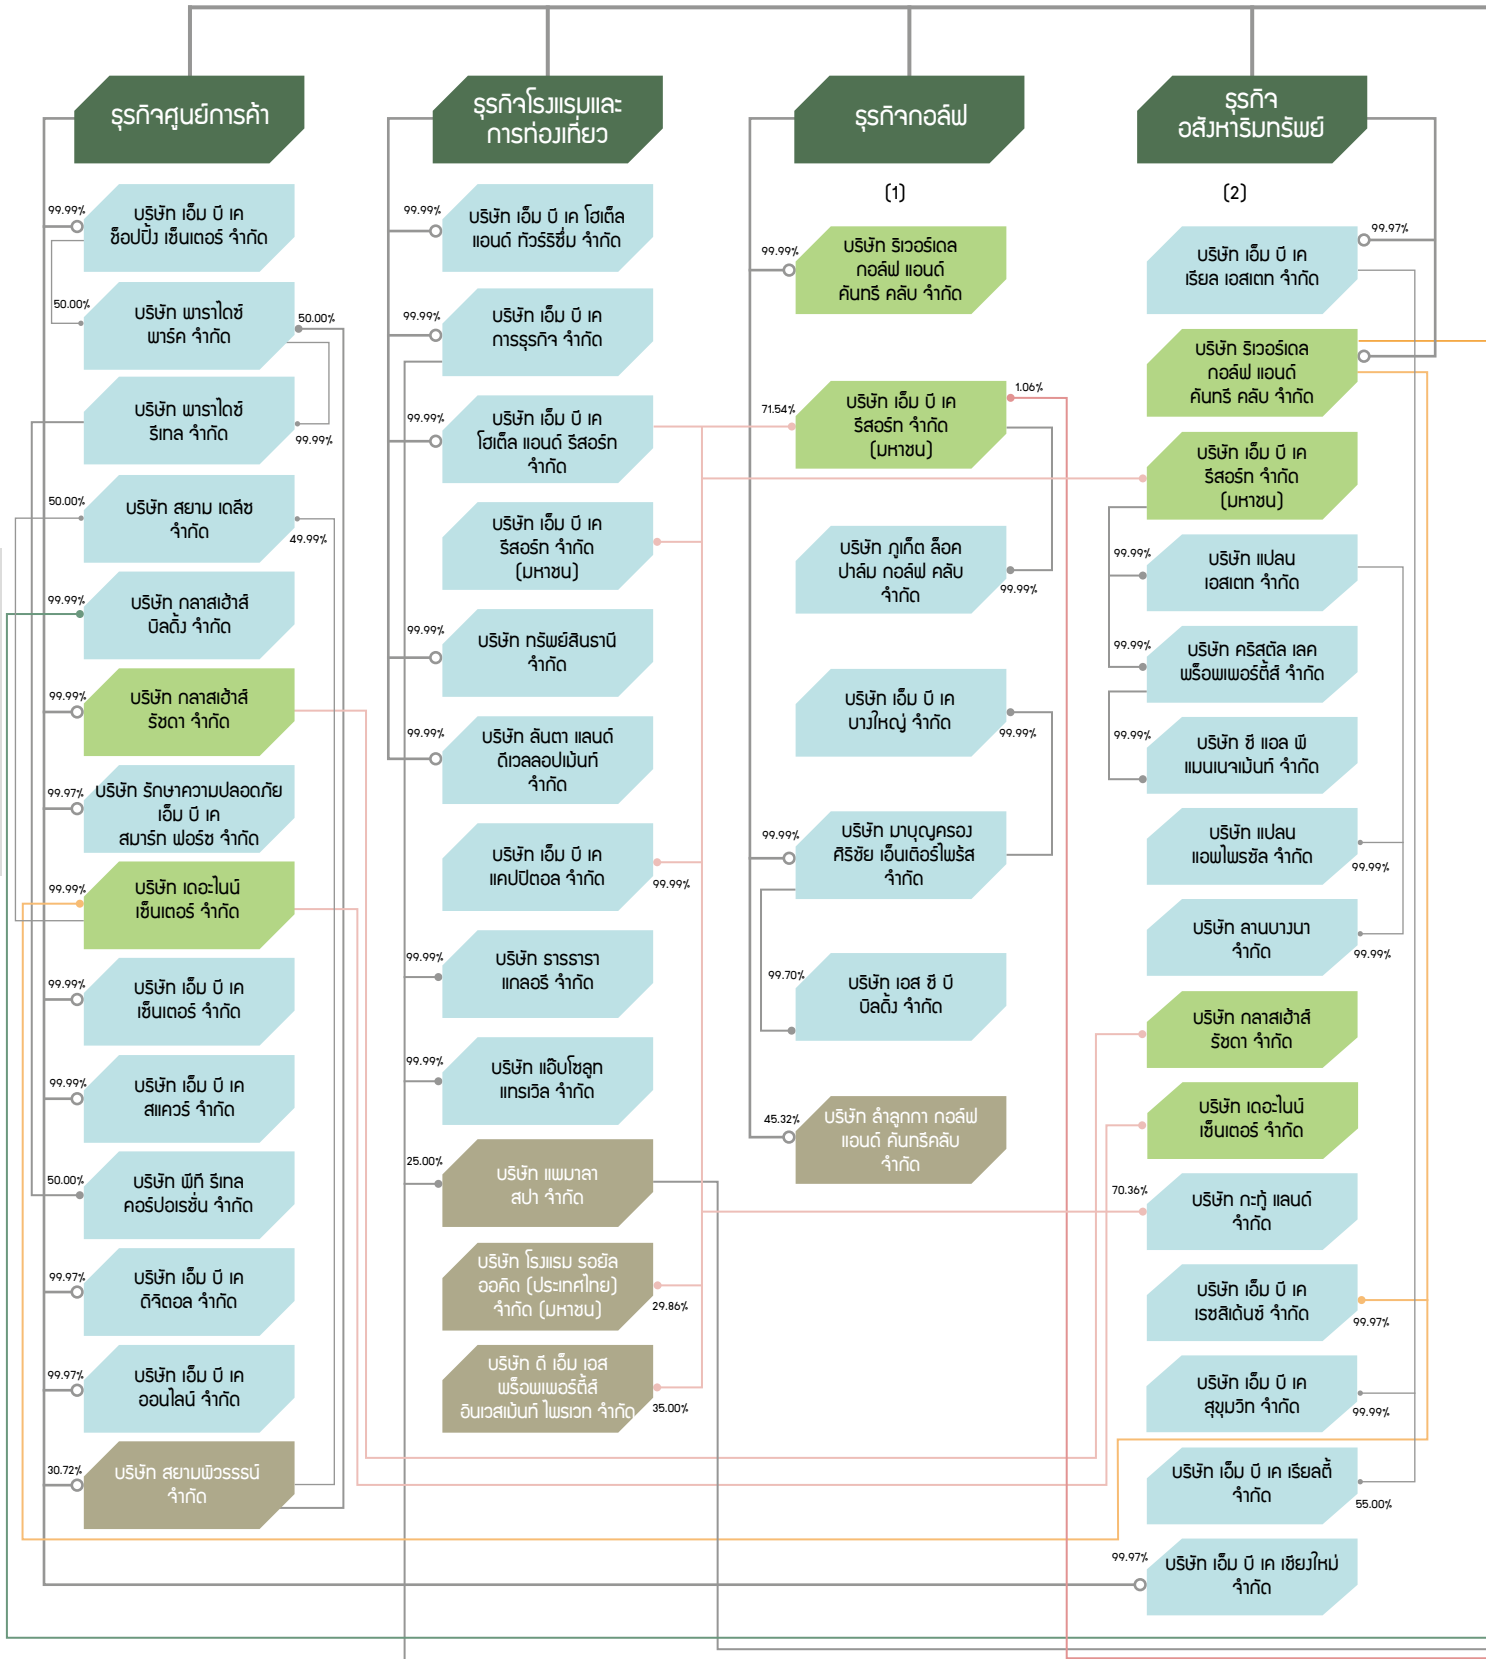 ธุรกิจศูนย์การค้า
99.99%
บริษัท เอ็ม บี เค
ช็อปปิ้ง เซ็นเตอร์ จำกัด
50.00%
บริษัท พาราไดซ์
พาร์ค จำกัด
50.00%
บริษัท พาราไดซ์
รีเทล จำกัด
99.99%
50.00%
บริษัท สยาม เดลิซ
จำกัด
49.99%
99.99%
บริษัท กลาสเฮ้าส์
บิลดิ้ง จำกัด
99.99%
บริษัท กลาสเฮ้าส์
รัชดา จำกัด
99.97%
บริษัท รักษาความปลอดภัย
เอ็ม บี เค
สมาร์ท ฟอร์ซ จำกัด
99.99%
บริษัท เดอะไนน์
เซ็นเตอร์ จำกัด
99.99%
บริษัท เอ็ม บี เค
เซ็นเตอร์ จำกัด
99.99%
บริษัท เอ็ม บี เค
สแควร์ จำกัด
50.00%
บริษัท พีที รีเทล
คอร์ปอเรชั่น จำกัด
99.97%
บริษัท เอ็ม บี เค
ดิจิตอล จำกัด
99.97%
บริษัท เอ็ม บี เค
ออนไลน์ จำกัด
30.72%
บริษัท สยามพิวรรธน์
จำกัด
ธุรกิจโรงแรมและ
การท่องเที่ยว
99.99%
บริษัท เอ็ม บี เค โฮเต็ล
แอนด์ ทัวร์ริซึ่ม จำกัด
99.99%
บริษัท เอ็ม บี เค
การธุรกิจ จำกัด
99.99%
บริษัท เอ็ม บี เค
โฮเต็ล แอนด์ รีสอร์ท
จำกัด
บริษัท เอ็ม บี เค
รีสอร์ท จำกัด
(มหาชน)
99.99%
บริษัท ทรัพย์สินธานี
จำกัด
99.99%
บริษัท ลันตา แลนด์
ดีเวลลอปเม้นท์
จำกัด
บริษัท เอ็ม บี เค
แคปปิตอล จำกัด
99.99%
99.99%
บริษัท ธารธารา
แกลอรี จำกัด
99.99%
บริษัท แอ๊บโซลูท
แทรเวิล จำกัด
25.00%
บริษัท แพมาลา
สปา จำกัด
บริษัท โรงแรม รอยัล
ออคิด (ประเทศไทย)
จำกัด (มหาชน)
29.86%
บริษัท ดี เอ็ม เอส
พร็อพเพอร์ตี้ส์
อินเวสเม้นท์ ไพรเวท จำกัด
35.00%
ธุรกิจกอล์ฟ
(1)
99.99%
บริษัท ริเวอร์เดล
กอล์ฟ แอนด์
คันทรี คลับ จำกัด
71.54%
บริษัท เอ็ม บี เค
รีสอร์ท จำกัด
(มหาชน)
1.06%
บริษัท ภูเก็ต ล็อค
ปาล์ม กอล์ฟ คลับ
จำกัด
99.99%
บริษัท เอ็ม บี เค
บางใหญ่ จำกัด
99.99%
99.99%
บริษัท มาบุญครอง
ศิริชัย เอ็นเตอร์ไพร้ส
จำกัด
99.70%
บริษัท เอส ซี บี
บิลดิ้ง จำกัด
45.32%
บริษัท ลำลูกกา กอล์ฟ
แอนด์ คันทรีคลับ
จำกัด
ธุรกิจ
อสังหาริมทรัพย์
(2)
99.97%
บริษัท เอ็ม บี เค
เรียล เอสเตท จำกัด
บริษัท ริเวอร์เดล
กอล์ฟ แอนด์
คันทรี คลับ จำกัด
บริษัท เอ็ม บี เค
รีสอร์ท จำกัด
(มหาชน)
99.99%
บริษัท แปลน
เอสเตท จำกัด
99.99%
บริษัท คริสตัล เลค
พร็อพเพอร์ตี้ส์ จำกัด
99.99%
บริษัท ซี แอล พี
แมนเนจเม้นท์ จำกัด
บริษัท แปลน
แอพไพรซัล จำกัด
99.99%
บริษัท ลานบางนา
จำกัด
99.99%
บริษัท กลาสเฮ้าส์
รัชดา จำกัด
บริษัท เดอะไนน์
เซ็นเตอร์ จำกัด
70.36%
บริษัท กะทู้ แลนด์
จำกัด
บริษัท เอ็ม บี เค
เรซสิเด้นซ์ จำกัด
99.97%
บริษัท เอ็ม บี เค
สุขุมวิท จำกัด
99.99%
บริษัท เอ็ม บี เค เรียลตี้
จำกัด
55.00%
99.97%
บริษัท เอ็ม บี เค เชียงใหม่
จำกัด